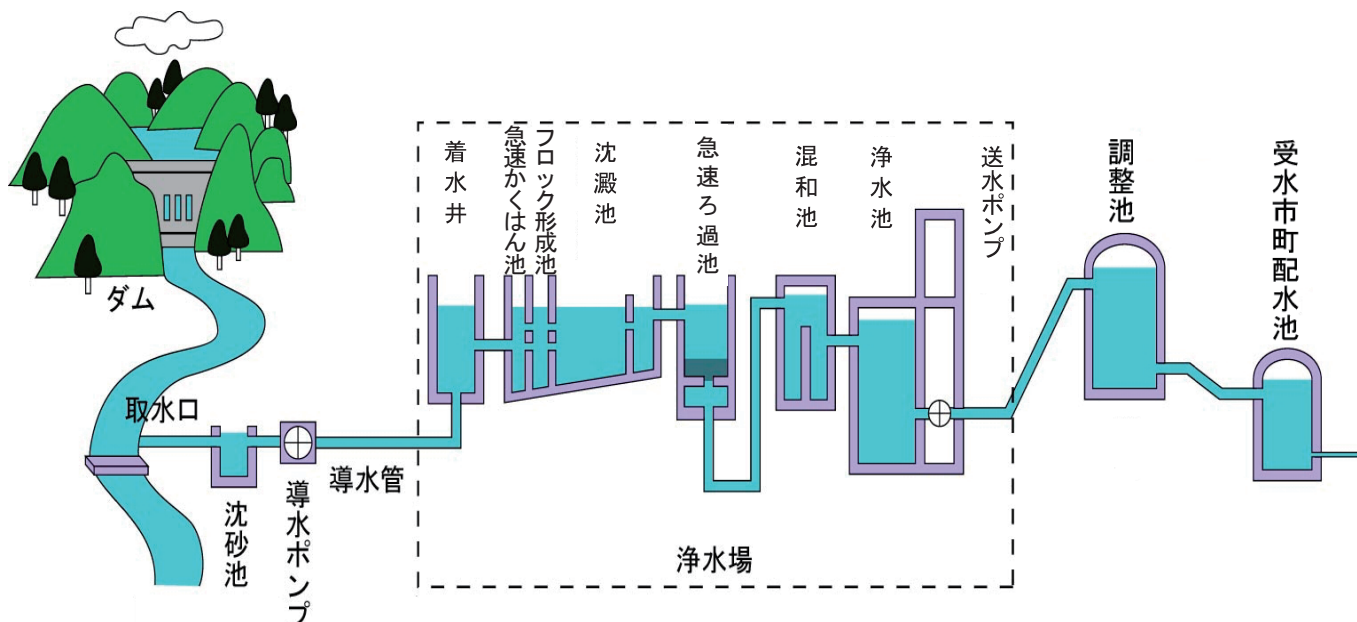 ダム
取水口
沈砂池
導水ポンプ
導水管
着水井
急速かくはん池
フロック形成池
沈澱池
急速ろ過池
混和池
浄水池
送水ポンプ
浄水場
調整池
受水市町配水池